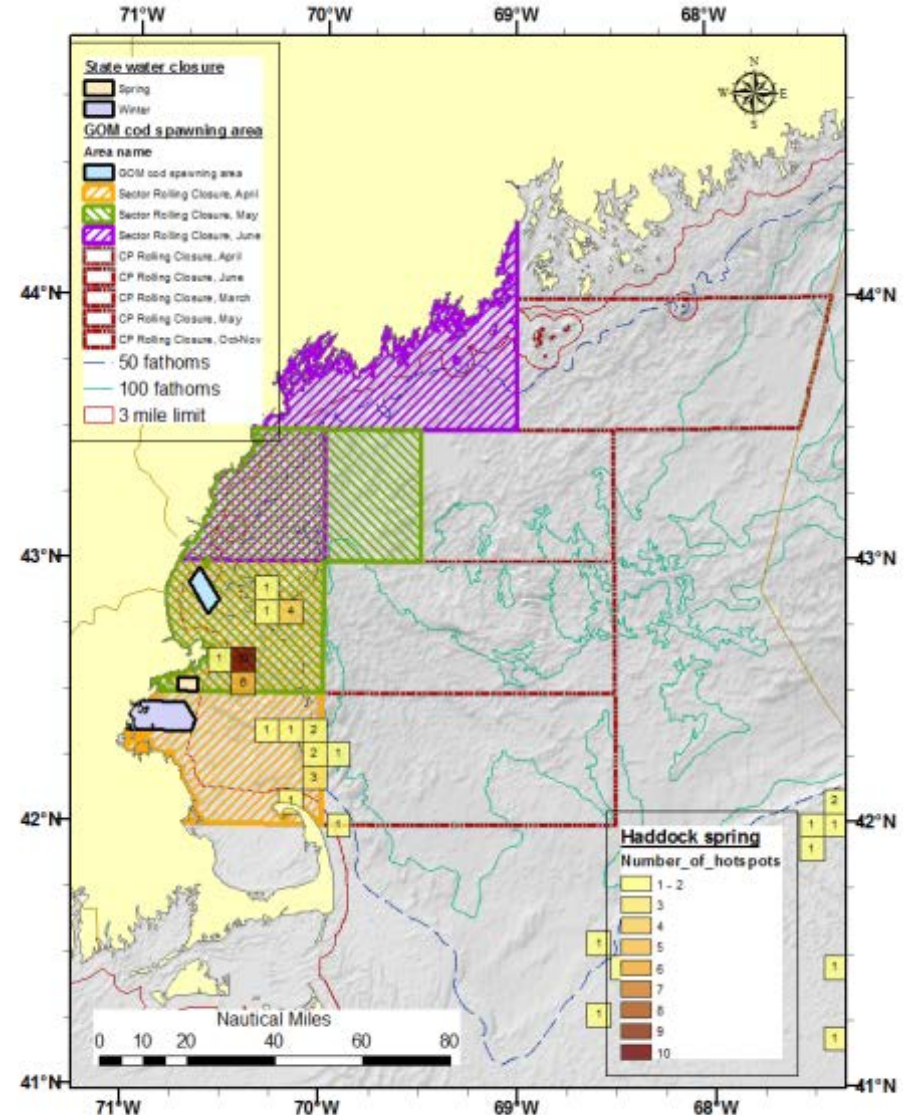 71°W 70°W 69°W 68°W
State water closure
Spring
Winter
GOM cod spawning area
Area name
GOM cod spawning area
Sector Rolling Closure, April
Sector Rolling Closure, May
Sector Rolling Closure, June
CP Rolling Closure, April
CP Rolling Closure, June
CP Rolling Closure, March
CP Rolling Closure, May
CP Rolling Closure, Oct-Nov
50 fathoms
100 fathoms
3 mile limit
N
W E
S
44°N 44°N
43°N 43°N
1
1 4
1
6
1 1 2
2 1
3
1
1
42°N 42°N
2
1 1
1
1
1
1
1
Haddock spring
Number_of_hotspots
1 - 2
3
4
5
6
7
8
9
10
Nautical Miles
0 10 20 40 60 80
41°N 41°N
71°W 70°W 69°W 68°W